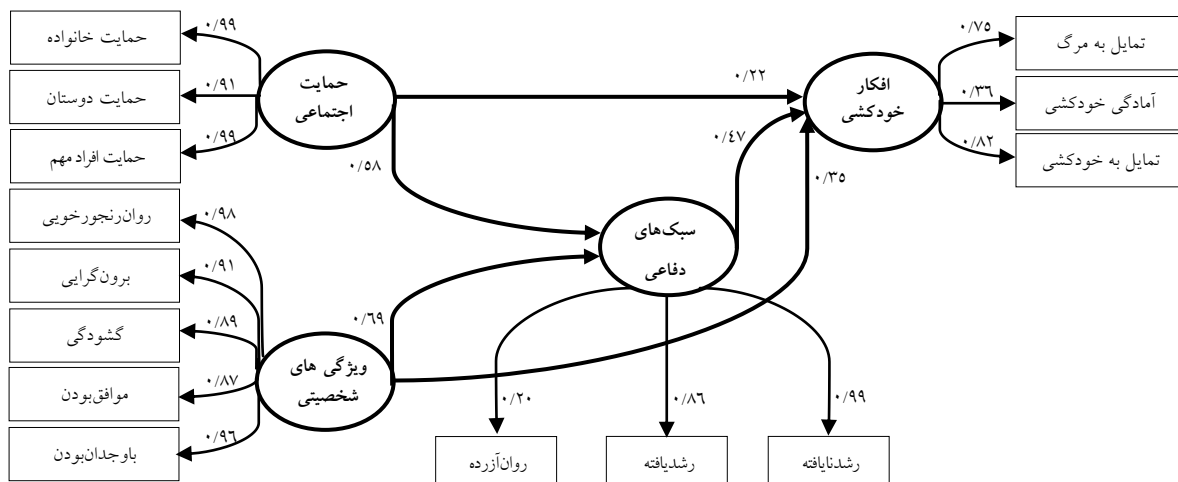 حمایت خانواده
حمایت دوستان
حمایت افراد مهم
روان‌رنجورخویی
برون‌گرایی
گشودگی
موافق‌بودن
باوجدان‌بودن
۰/۹۹
۰/۹۱
۰/۹۹
۰/۹۸
۰/۹۱
۰/۸۹
۰/۸۷
۰/۹۶
حمایت
اجتماعی
ویژگی های
شخصیتی
۰/۲۲
۰/۵۸
۰/۶۹
۰/۴۷
۰/۳۵
سبک‌های
دفاعی
۰/۲۰
۰/۸۶
۰/۹۹
روان‌آزرده
رشدیافته
رشدنایافته
افکار
خودکشی
۰/۷۵
۰/۳۶
۰/۸۲
تمایل به مرگ
آمادگی خودکشی
تمایل به خودکشی